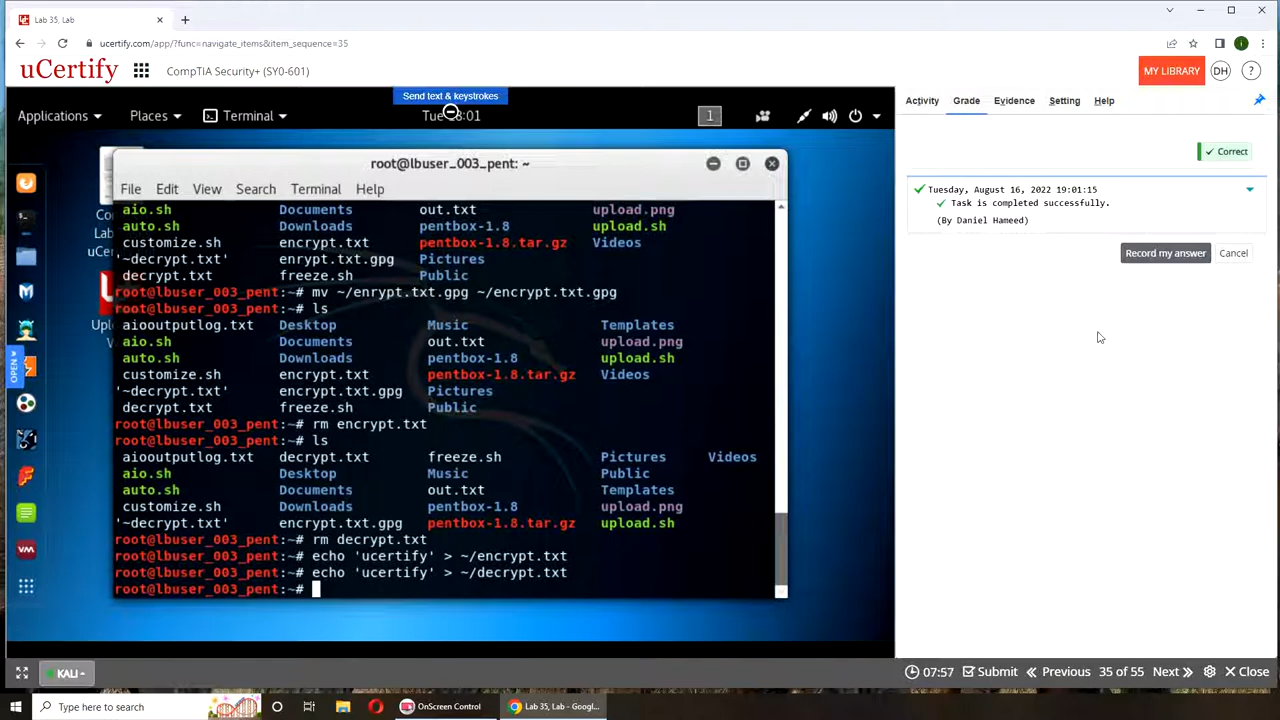 Lab 35, Lab
ucertify.com/app/?func=navigate_items&item_sequence=35
uCertify CompTIA Security+ (SY0-601) MY LIBRARY DH ?
Send text & keystrokes
Applications Places Terminal 1
Activity Grade Evidence Setting Help
root@lbuser_003_pent: ~
File Edit View Search Terminal Help
aio.sh Documents out.txt upload.png
auto.sh Downloads pentbox-1.8 upload.sh
customize.sh encrypt.txt pentbox-1.8.tar.gz Videos
'~decrypt.txt' enrypt.txt.gpg Pictures
decrypt.txt freeze.sh Public
root@lbuser_003_pent:~# mv ~/enrypt.txt.gpg ~/encrypt.txt.gpg
root@lbuser_003_pent:~# ls
aiooutputlog.txt Desktop Music Templates
aio.sh Documents out.txt upload.png
auto.sh Downloads pentbox-1.8 upload.sh
customize.sh encrypt.txt pentbox-1.8.tar.gz Videos
'~decrypt.txt' encrypt.txt.gpg Pictures
decrypt.txt freeze.sh Public
root@lbuser_003_pent:~# rm encrypt.txt
root@lbuser_003_pent:~# ls
aiooutputlog.txt decrypt.txt freeze.sh Pictures Videos
aio.sh Desktop Music Public
auto.sh Documents out.txt Templates
customize.sh Downloads pentbox-1.8 upload.png
'~decrypt.txt' encrypt.txt.gpg pentbox-1.8.tar.gz upload.sh
root@lbuser_003_pent:~# rm decrypt.txt
root@lbuser_003_pent:~# echo 'ucertify' > ~/encrypt.txt
root@lbuser_003_pent:~# echo 'ucertify' > ~/decrypt.txt
root@lbuser_003_pent:~#
OPEN
Correct
Tuesday, August 16, 2022 19:01:15
Task is completed successfully.
(By Daniel Hameed)
Record my answer Cancel
KALI
07:57 Submit Previous 35 of 55 Next Close
Type here to search OnScreen Control Lab 35, Lab - Googl...